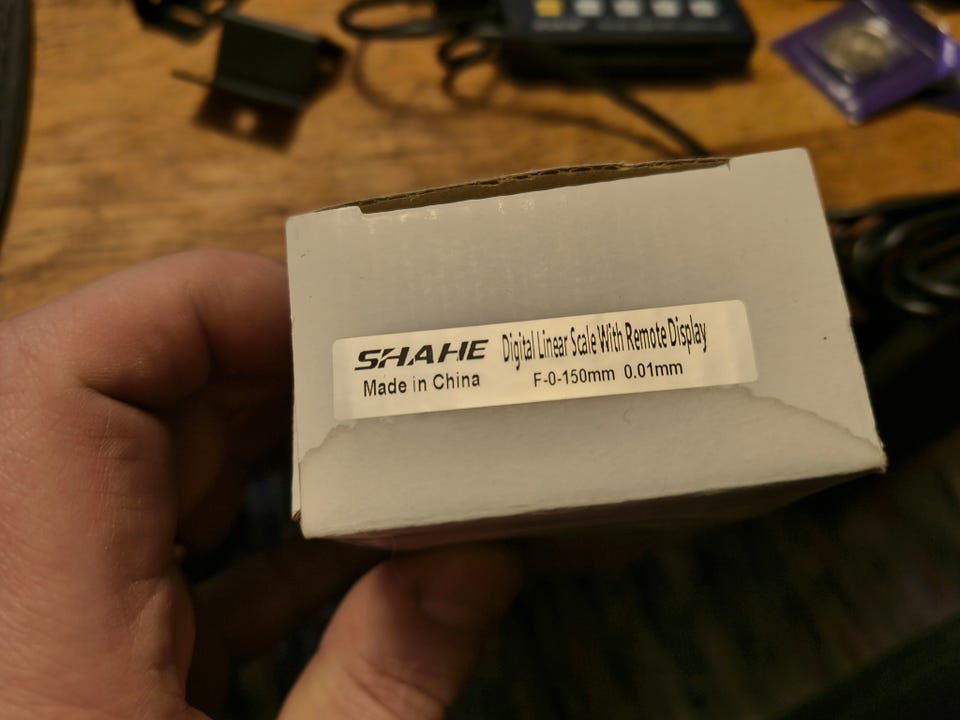 SHAHE Digital Linear Scale With Remote Display
Made in China F-0-150mm 0.01mm